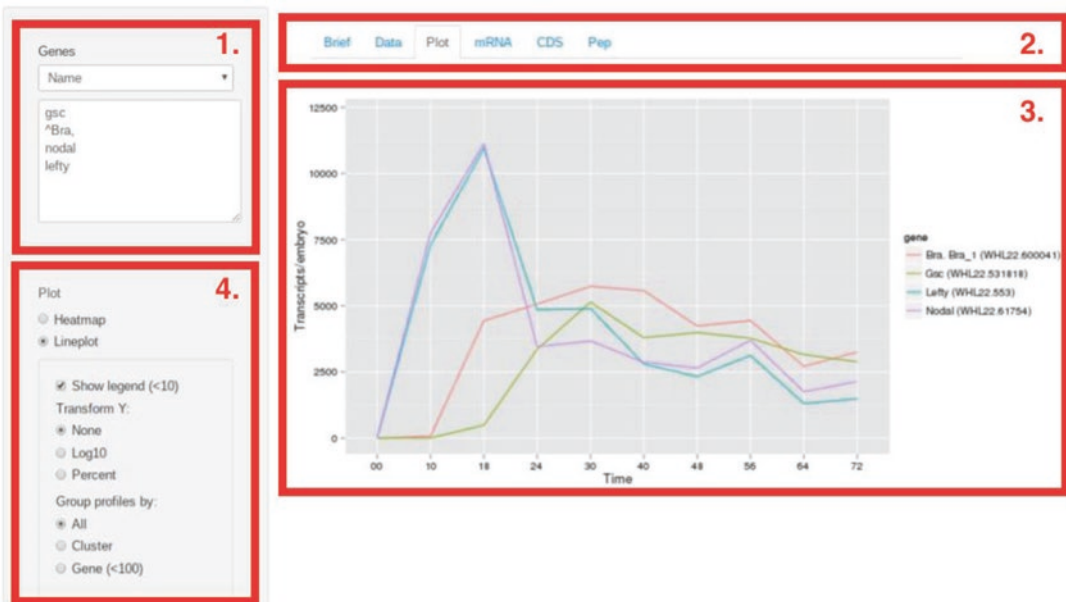 1.
Genes
Name
gsc
^Bra,
nodal
lefty
2.
Brief Data Plot mRNA CDS Pep
3.
12500
10000
7500
5000
2500
0
Transcripts/embryo
00 10 18 24 30 40 48 56 64 72
Time
gene
Bra. Bra_1 (WHL22.600041)
Gsc (WHL22.531818)
Lefty (WHL22.553)
Nodal (WHL22.61754)
4.
Plot
Heatmap
Lineplot
Show legend (<10)
Transform Y:
None
Log10
Percent
Group profiles by:
All
Cluster
Gene (<100)